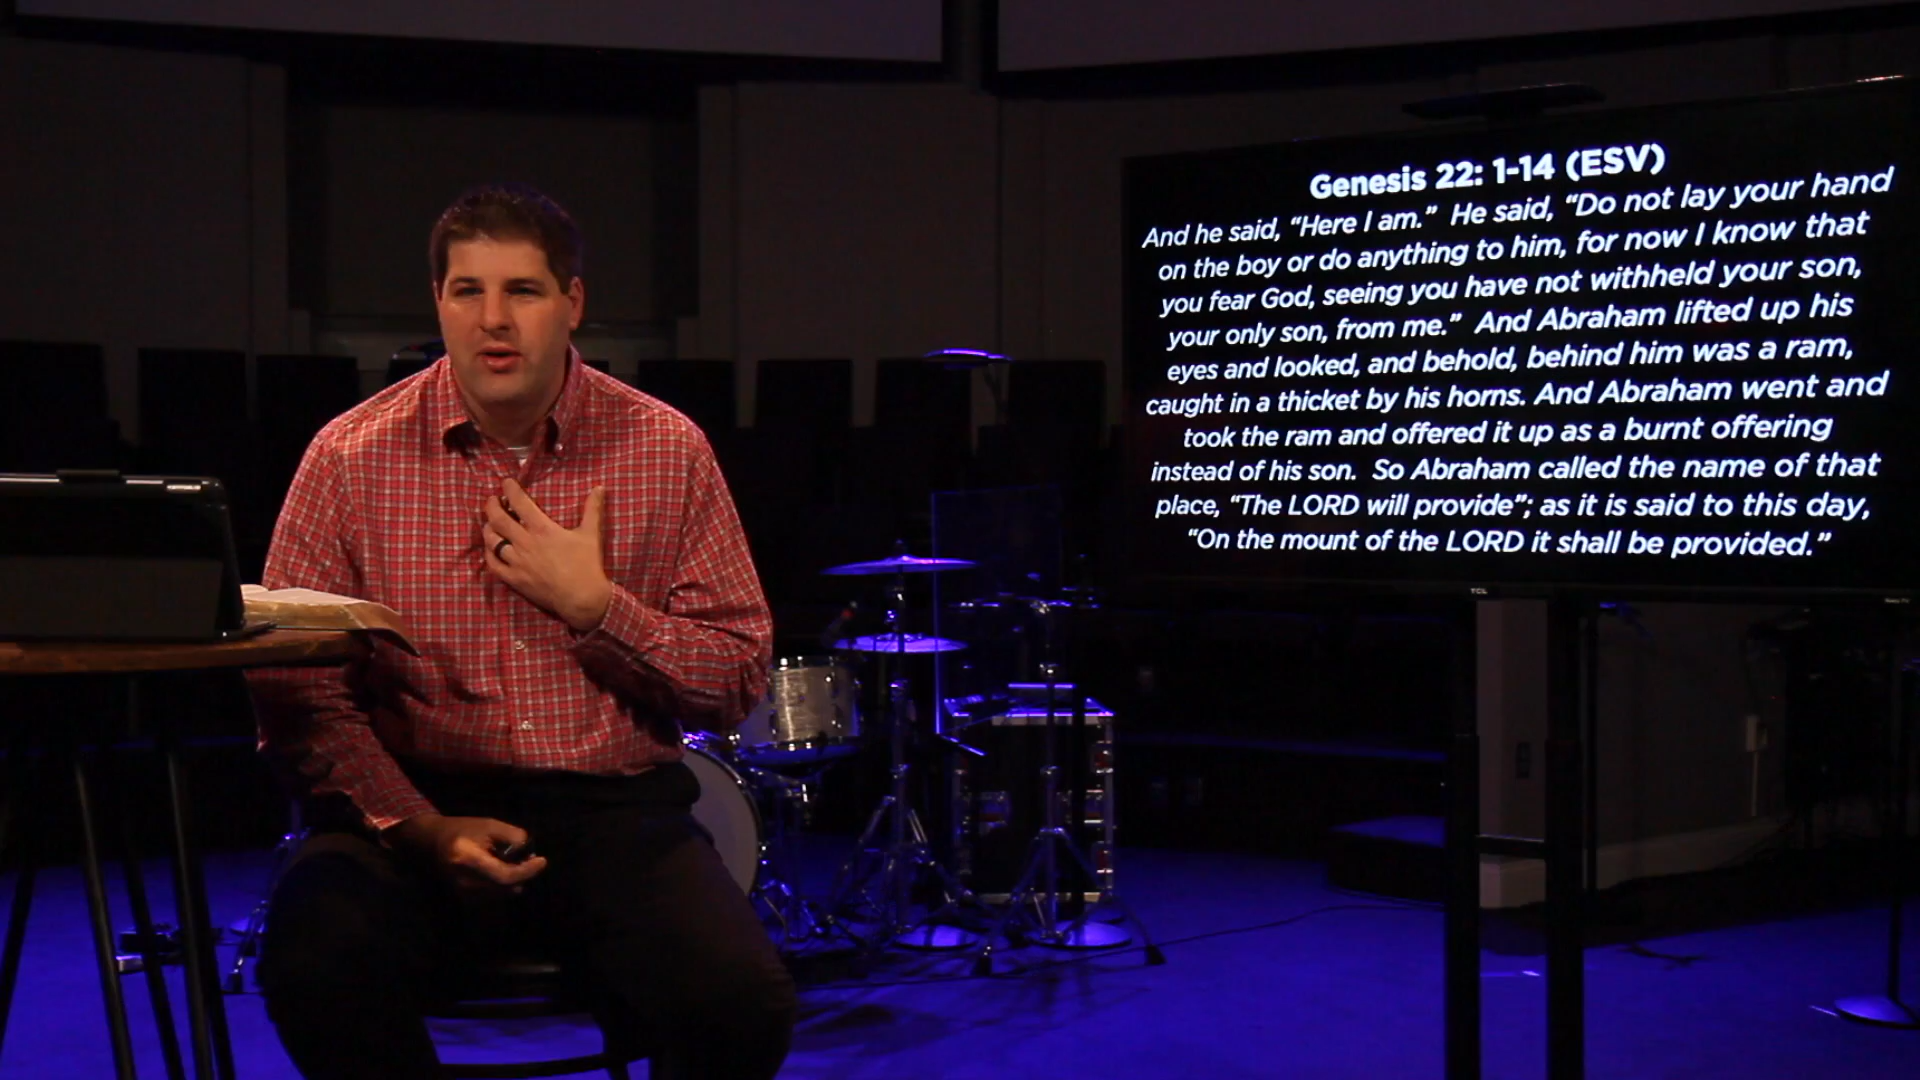 Genesis 22: 1-14 (ESV)
And he said, “Here I am.” He said, “Do not lay your hand
on the boy or do anything to him, for now I know that
you fear God, seeing you have not withheld your son,
your only son, from me.” And Abraham lifted up his
eyes and looked, and behold, behind him was a ram,
caught in a thicket by his horns. And Abraham went and
took the ram and offered it up as a burnt offering
instead of his son. So Abraham called the name of that
place, “The LORD will provide”; as it is said to this day,
“On the mount of the LORD it shall be provided.”
TCL